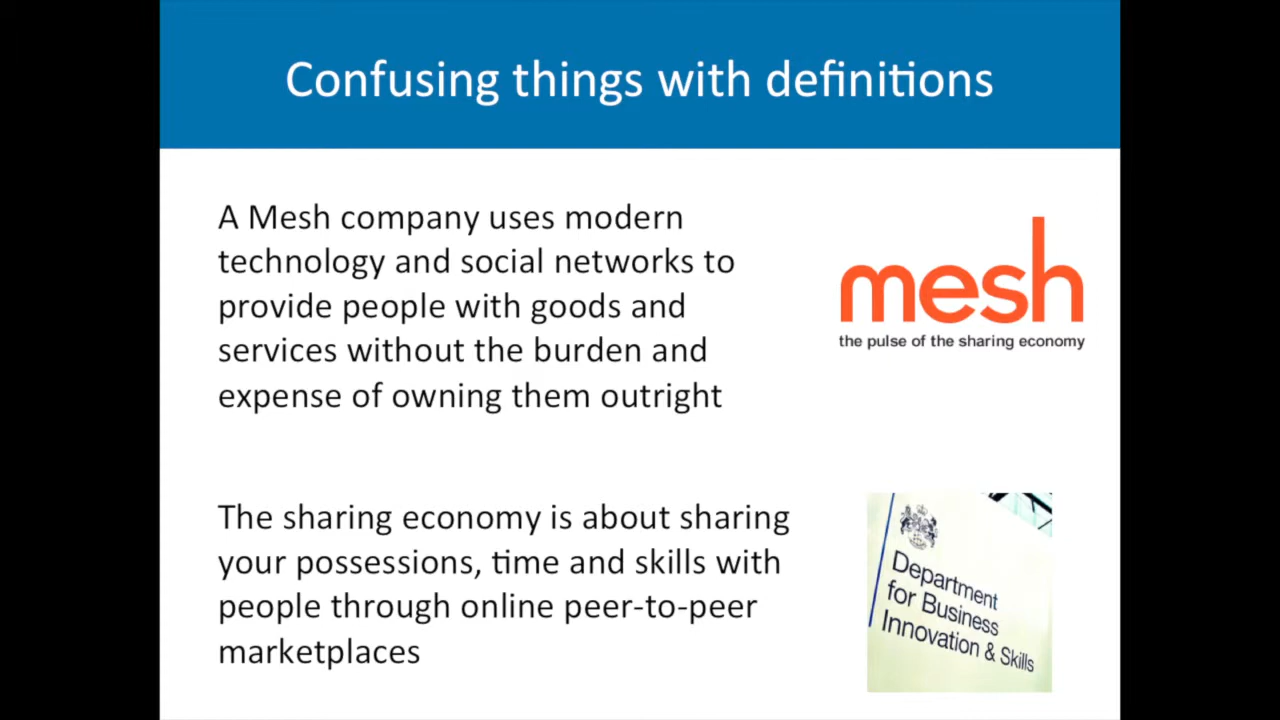 Confusing things with definitions
A Mesh company uses modern
technology and social networks to
provide people with goods and
services without the burden and
expense of owning them outright
mesh
the pulse of the sharing economy
The sharing economy is about sharing
your possessions, time and skills with
people through online peer-to-peer
marketplaces
Department
for Business
Innovation & Skills